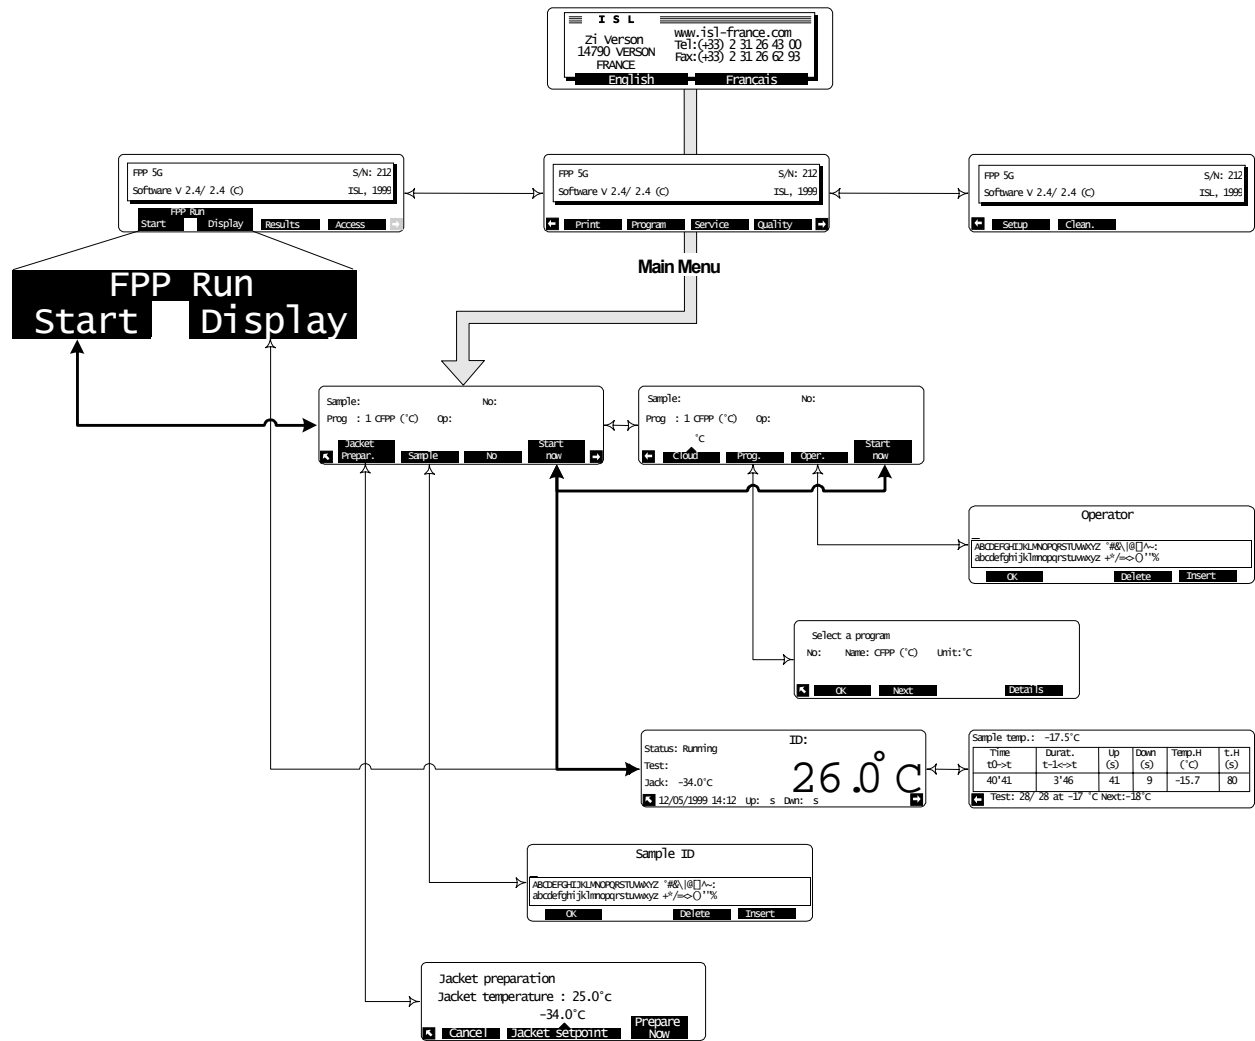 I S L
Zi Verson
14790 VERSON
FRANCE
www.isl-france.com
Tel:(+33) 2 31 26 43 00
Fax:(+33) 2 31 26 62 93
English Francais
FPP 5G S/N: 212
Software V 2.4/ 2.4 (C) ISL, 1999
FPP Run
Start Display Results Access
FPP 5G S/N: 212
Software V 2.4/ 2.4 (C) ISL, 1999
Print Program Service Quality
FPP 5G S/N: 212
Software V 2.4/ 2.4 (C) ISL, 1999
Setup Clean.
Main Menu
FPP Run
Start Display
Sample: No:
Prog : 1 CFPP (°C) Op:
Jacket Prepar. Sample No Start now
Sample: No:
Prog : 1 CFPP (°C) Op:
°C
Cloud Prog. Oper. Start now
Operator
ABCDEFGHIJKLMNOPQRSTUVWXYZ °#&\|@[]^~:
abcdefghijklmnopqrstuvwxyz +*/=<>()'"%
OK Delete Insert
Select a program
No: Name: CFPP (°C) Unit:°C
OK Next Details
ID:
Status: Running
Test:
Jack: -34.0°C
26.0°C
12/05/1999 14:12 Up: s Dwn: s
Sample temp.: -17.5°C
Time t0->t Durat. t-1<->t Up (s) Down (s) Temp.H (°C) t.H (s)
40'41 3'46 41 9 -15.7 80
Test: 28/ 28 at -17 °C Next:-18°C
Sample ID
ABCDEFGHIJKLMNOPQRSTUVWXYZ °#&\|@[]^~:
abcdefghijklmnopqrstuvwxyz +*/=<>()'"%
OK Delete Insert
Jacket preparation
Jacket temperature : 25.0°C
-34.0°C
Cancel Jacket setpoint Prepare Now